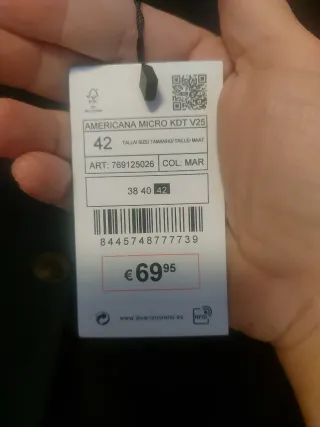 AMERICANA MICRO KDT V25
42 TALLA/ SIZE/ TAMANHO/ TAILLE/ MAAT
ART: 769125026 COL: MAR
38 40 42
8445748777739
€69 95